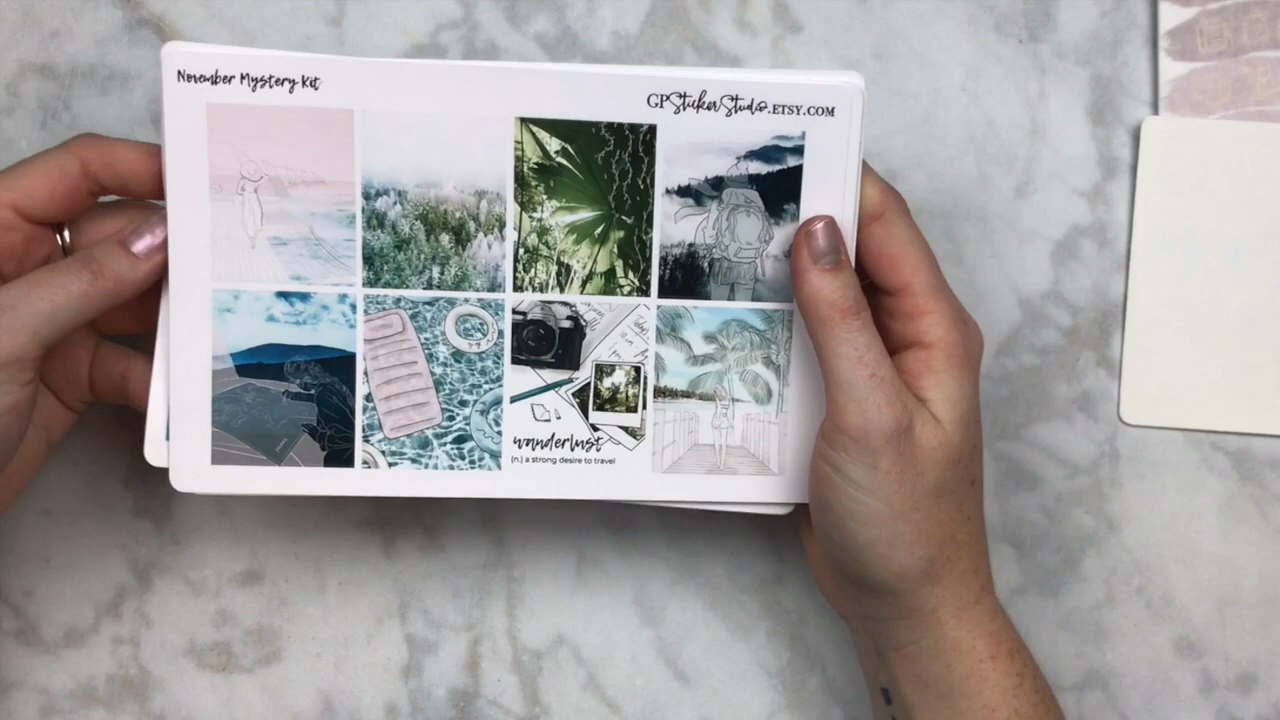 November Mystery Kit
GPStickerStudio.ETSY.COM
wanderlust
(n.) a strong desire to travel